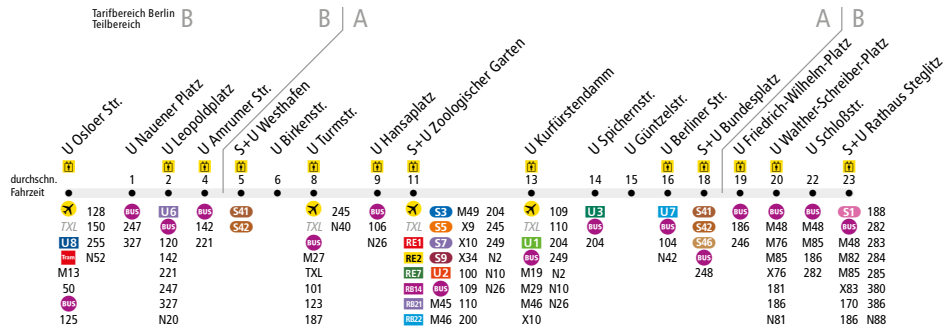 Tarifbereich Berlin
Teilbereich
B B A A B
U Osloer Str.
U Nauener Platz
U Leopoldplatz
U Amrumer Str.
S+U Westhafen
U Birkenstr.
U Turmstr.
U Hansaplatz
S+U Zoologischer Garten
U Kurfürstendamm
U Spichernstr.
U Güntzelstr.
U Berliner Str.
S+U Bundesplatz
U Friedrich-Wilhelm-Platz
U Walther-Schreiber-Platz
U Schloßstr.
S+U Rathaus Steglitz
durchschn. 1 2 4 5 6 8 9 11 13 14 15 16 18 19 20 22 23
Fahrzeit
128 BUS U6 BUS S41 245 BUS S3 M49 204 109 U3 U7 S41 BUS BUS BUS S1 188
TXL 150 247 BUS 142 S42 TXL N40 106 S5 X9 245 TXL 110 BUS BUS S42 186 M48 M48 BUS 282
U8 255 327 120 221 BUS N26 RE1 S7 X10 249 U1 204 204 104 S46 246 M76 M85 M48 283
Tram N52 142 M27 RE2 S9 X34 N2 BUS 249 N42 BUS M85 186 M82 284
M13 221 TXL RE7 U2 100 N10 M19 N2 248 X76 282 M85 285
50 247 101 RB14 BUS 109 N26 M29 N10 181 X83 380
BUS 327 123 RB21 M45 110 M46 N26 186 170 386
125 N20 187 RB22 M46 200 X10 N81 186 N88